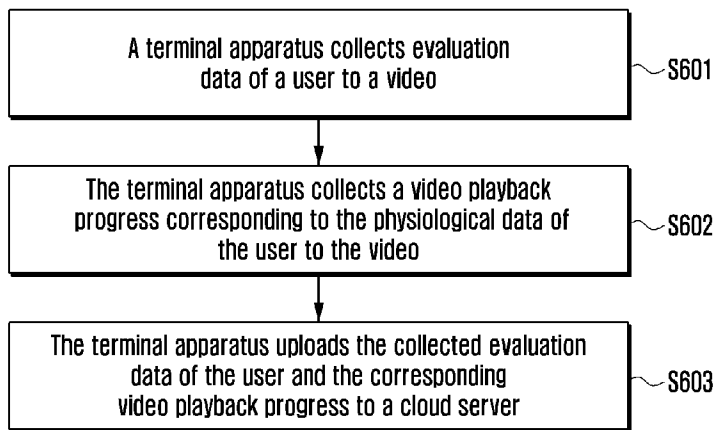 A terminal apparatus collects evaluation
data of a user to a video
S601
The terminal apparatus collects a video playback
progress corresponding to the physiological data of
the user to the video
S602
The terminal apparatus uploads the collected evaluation
data of the user and the corresponding
video playback progress to a cloud server
S603